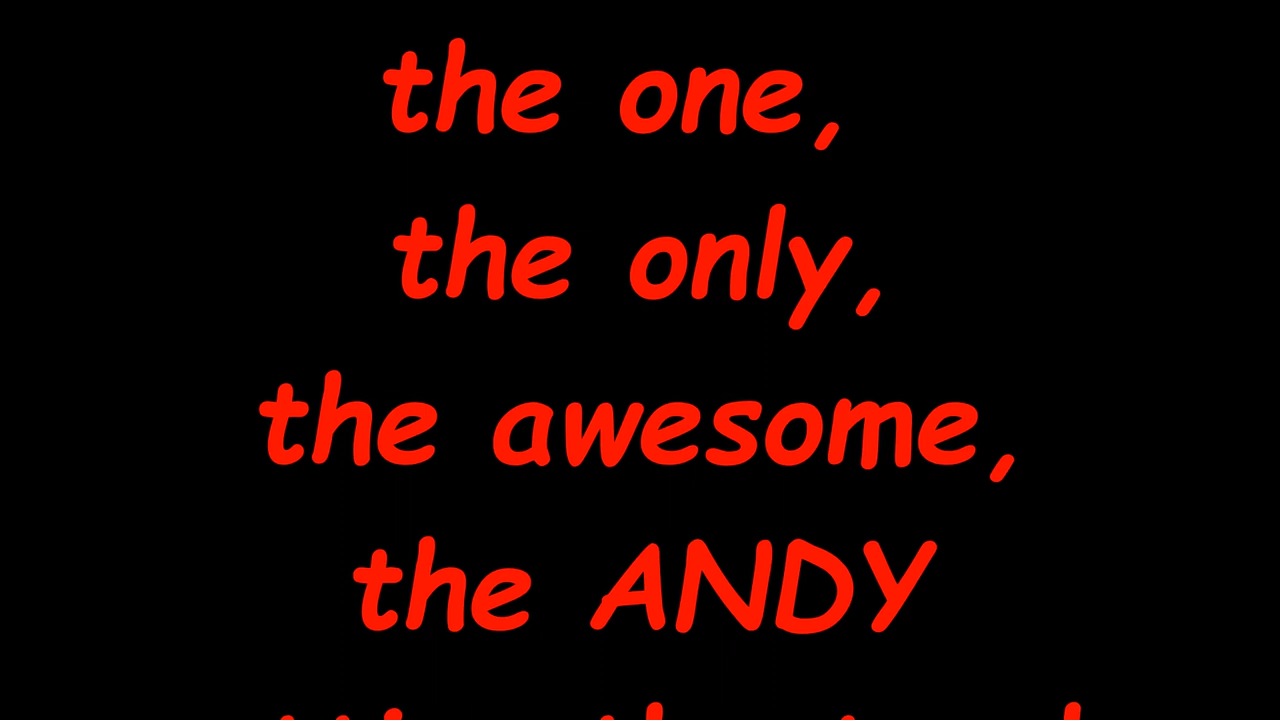 the one,
the only,
the awesome,
the ANDY